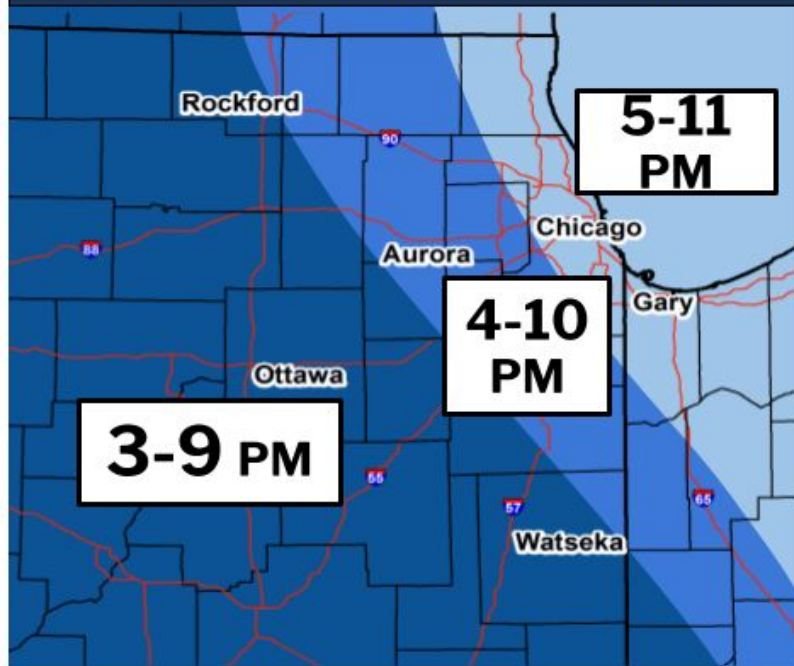 Rockford
5-11
PM
90
Chicago
88
Aurora
Gary
4-10
PM
Ottawa
3-9 PM
55
57
65
Watseka